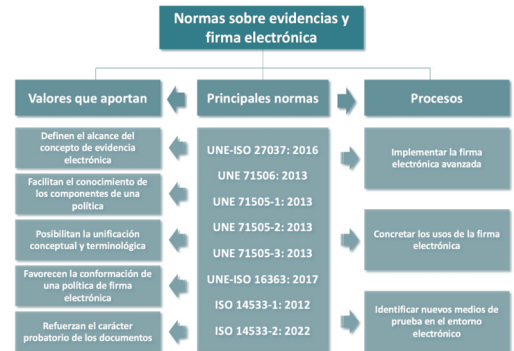 Normas sobre evidencias y
firma electrónica
Valores que aportan
Principales normas
Procesos
Definen el alcance del
concepto de evidencia
electrónica
Facilitan el conocimiento de
los componentes de una
política
Posibilitan la unificación
conceptual y terminológica
Favorecen la conformación de
una política de firma
electrónica
Refuerzan el carácter
probatorio de los documentos
UNE-ISO 27037: 2016
UNE 71506: 2013
UNE 71505-1: 2013
UNE 71505-2: 2013
UNE 71505-3: 2013
UNE-ISO 16363: 2017
ISO 14533-1: 2012
ISO 14533-2: 2022
Implementar la firma
electrónica avanzada
Concretar los usos de la firma
electrónica
Identificar nuevos medios de
prueba en el entorno
electrónico